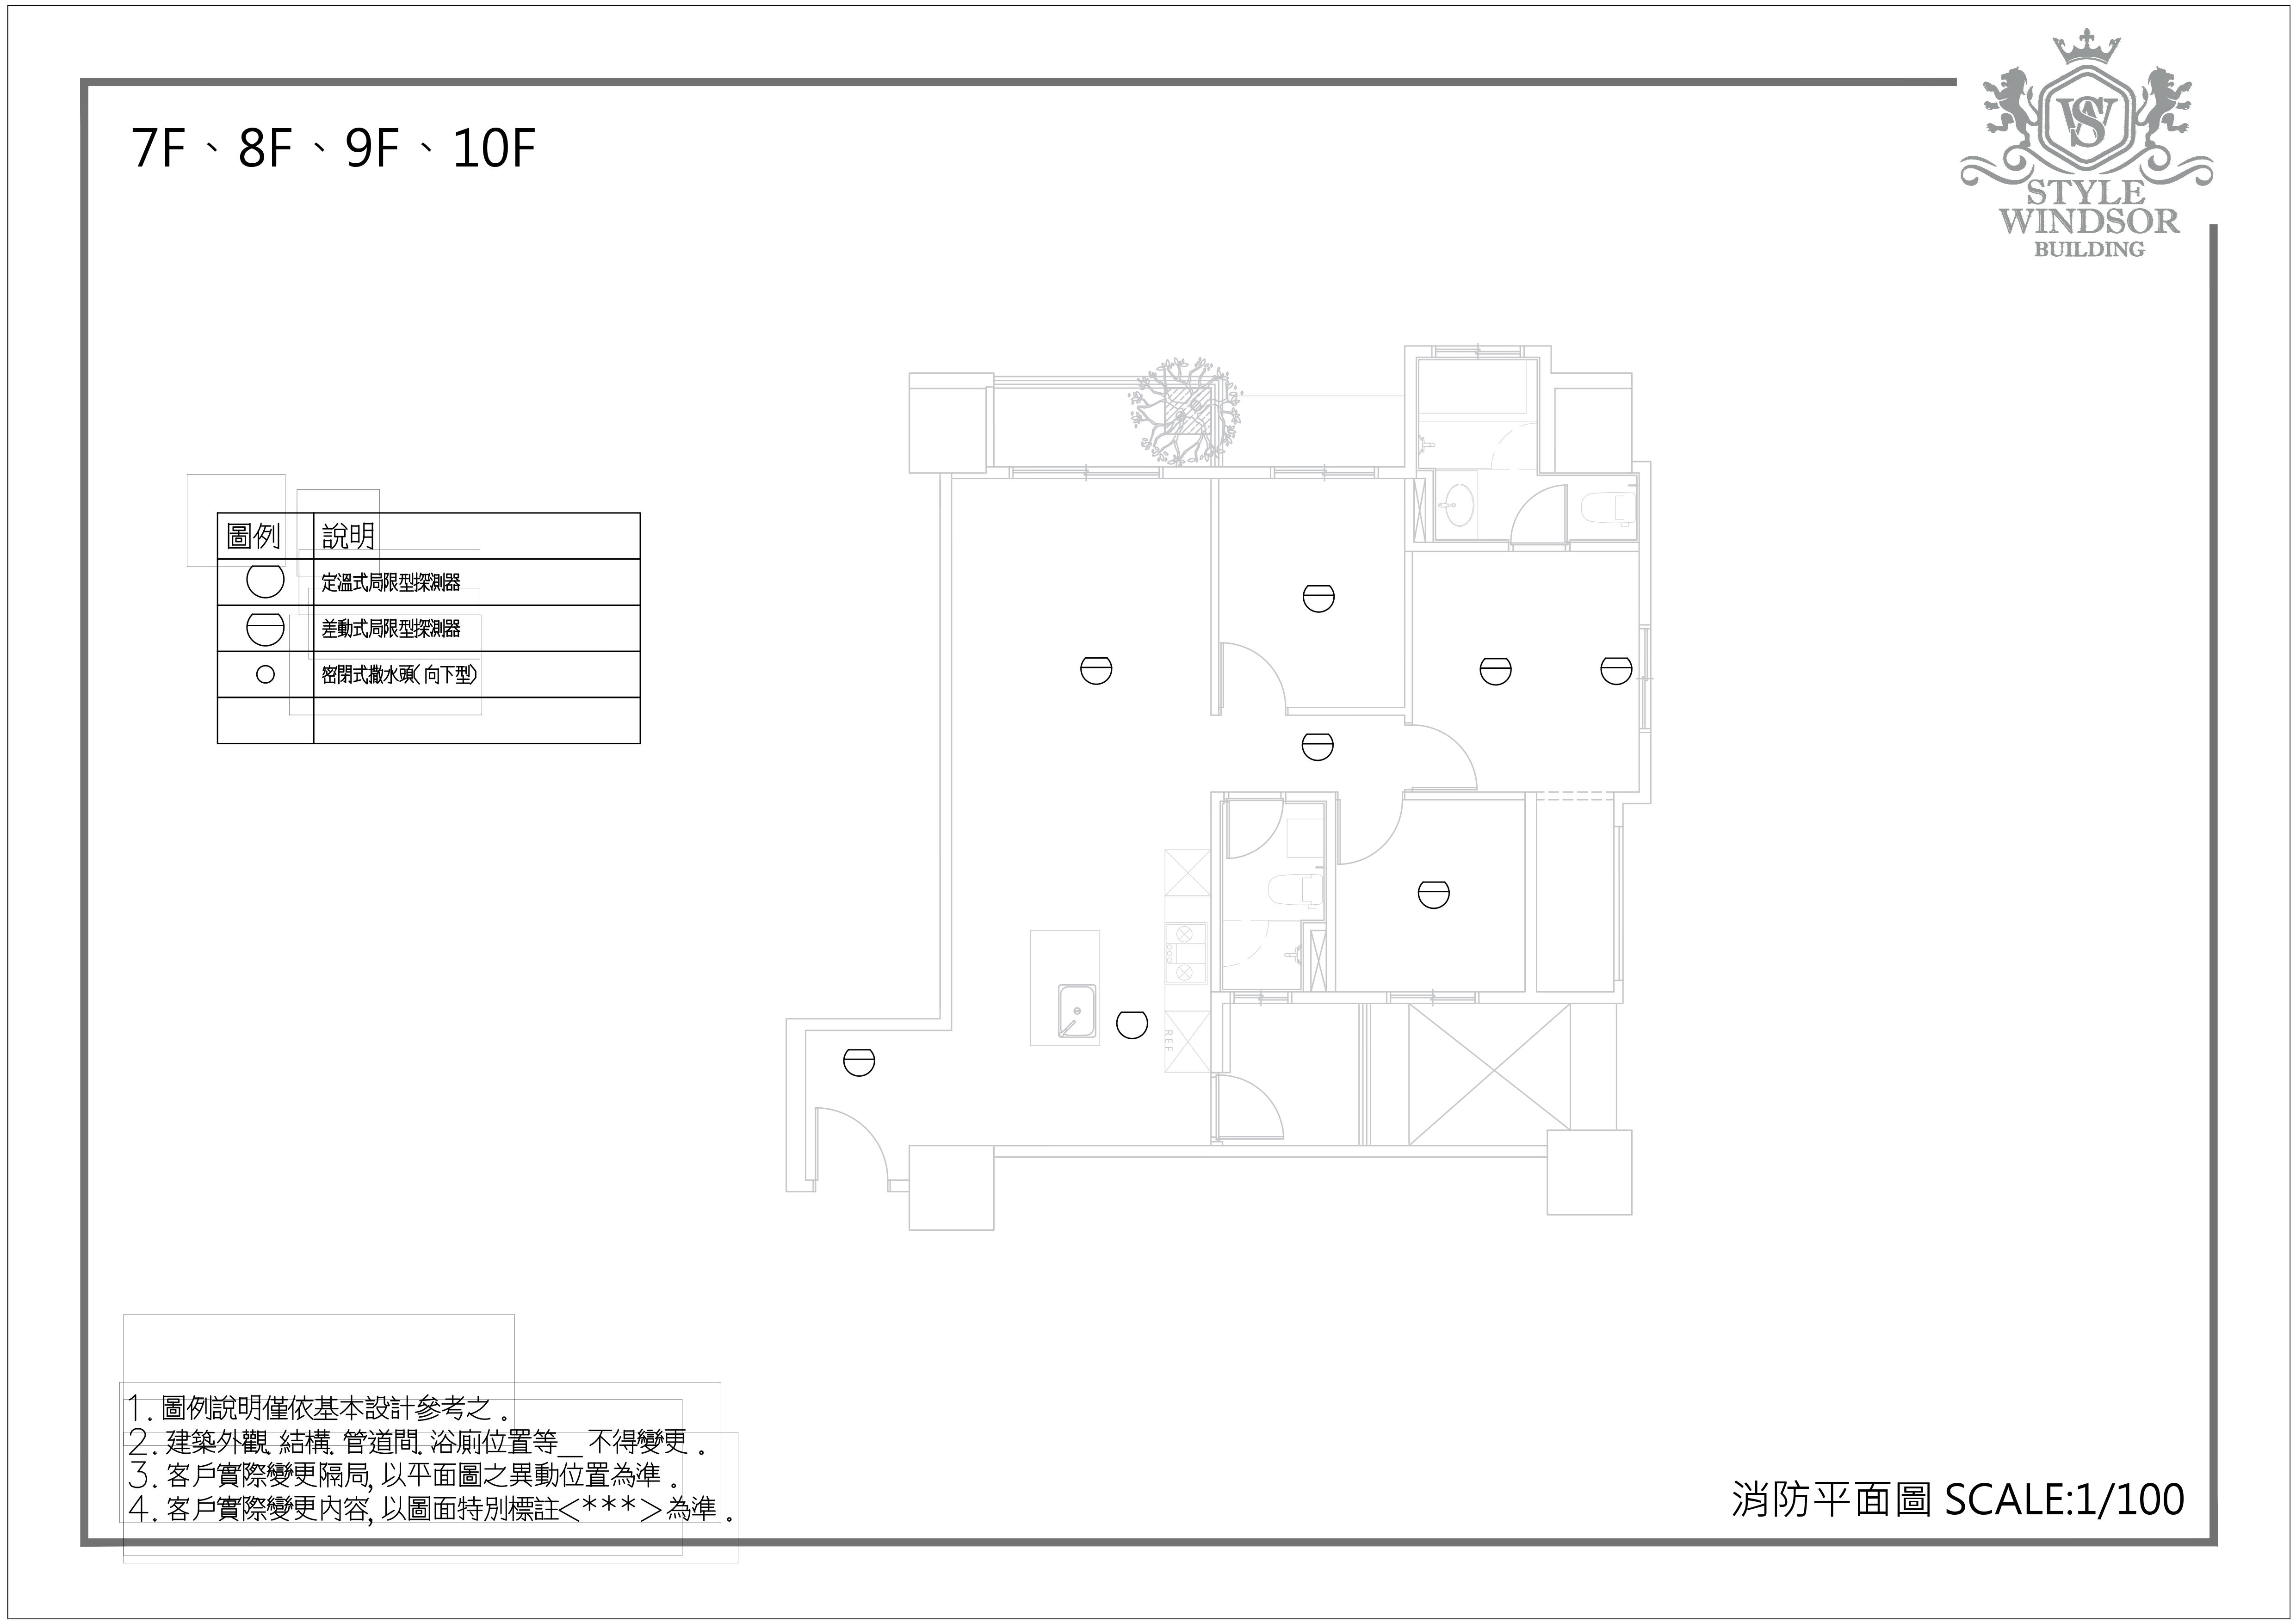 7F、8F、9F、10F
STYLE
WINDSOR
BUILDING
WS
圖例 說明
定溫式局限型探測器
差動式局限型探測器
密閉式撒水頭(向下型)
REF
1. 圖例說明僅依基本設計參考之。
2. 建築外觀.結構.管道間.浴廁位置等__不得變更。
3. 客戶實際變更隔局,以平面圖之異動位置為準。
4. 客戶實際變更內容,以圖面特別標註<***>為準。
消防平面圖 SCALE:1/100